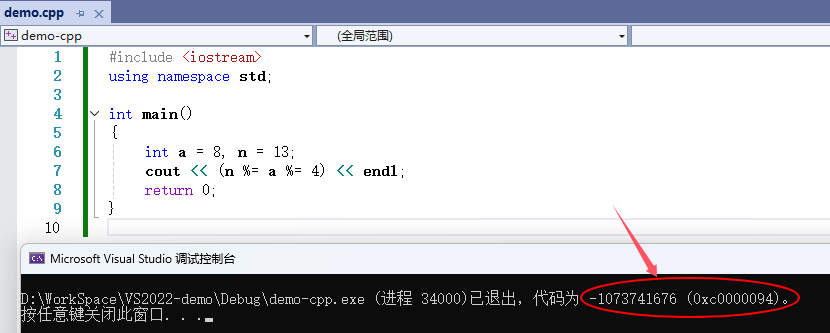 demo.cpp
demo-cpp
(全局范围)
1 #include <iostream>
2 using namespace std;
3
4 int main()
5 {
6 int a = 8, n = 13;
7 cout << (n %= a %= 4) << endl;
8 return 0;
9 }
10
Microsoft Visual Studio 调试控制台
D:\WorkSpace\VS2022-demo\Debug\demo-cpp.exe (进程 34000)已退出，代码为 -1073741676 (0xc0000094)。
按任意键关闭此窗口. . .